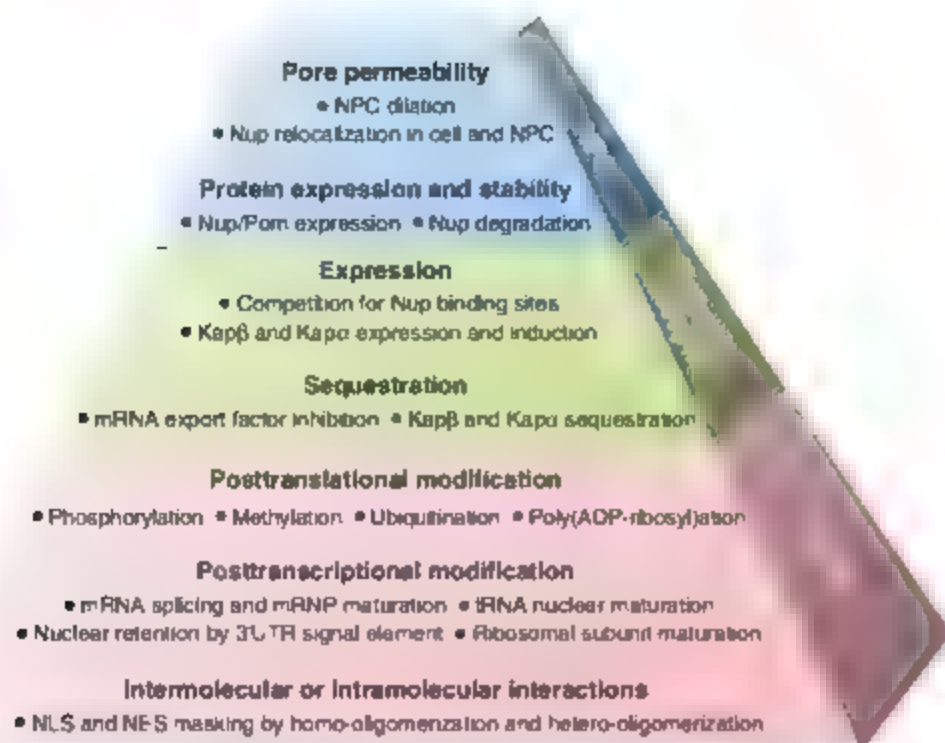 Pore permeability
• NPC dilation
• Nup relocalization in cell and NPC
Protein expression and stability
• Nup/Pom expression • Nup degradation
Expression
• Competition for Nup binding sites
• Kapβ and Kapα expression and induction
Sequestration
• mRNA export factor inhibition • Kapβ and Kapα sequestration
Posttranslational modification
• Phosphorylation • Methylation • Ubiquitination • Poly(ADP-ribosyl)ation
Posttranscriptional modification
• mRNA splicing and mRNP maturation • tRNA nuclear maturation
• Nuclear retention by 3'UTR signal element • Ribosomal subunit maturation
Intermolecular or intramolecular interactions
• NLS and NES masking by homo-oligomerization and hetero-oligomerization